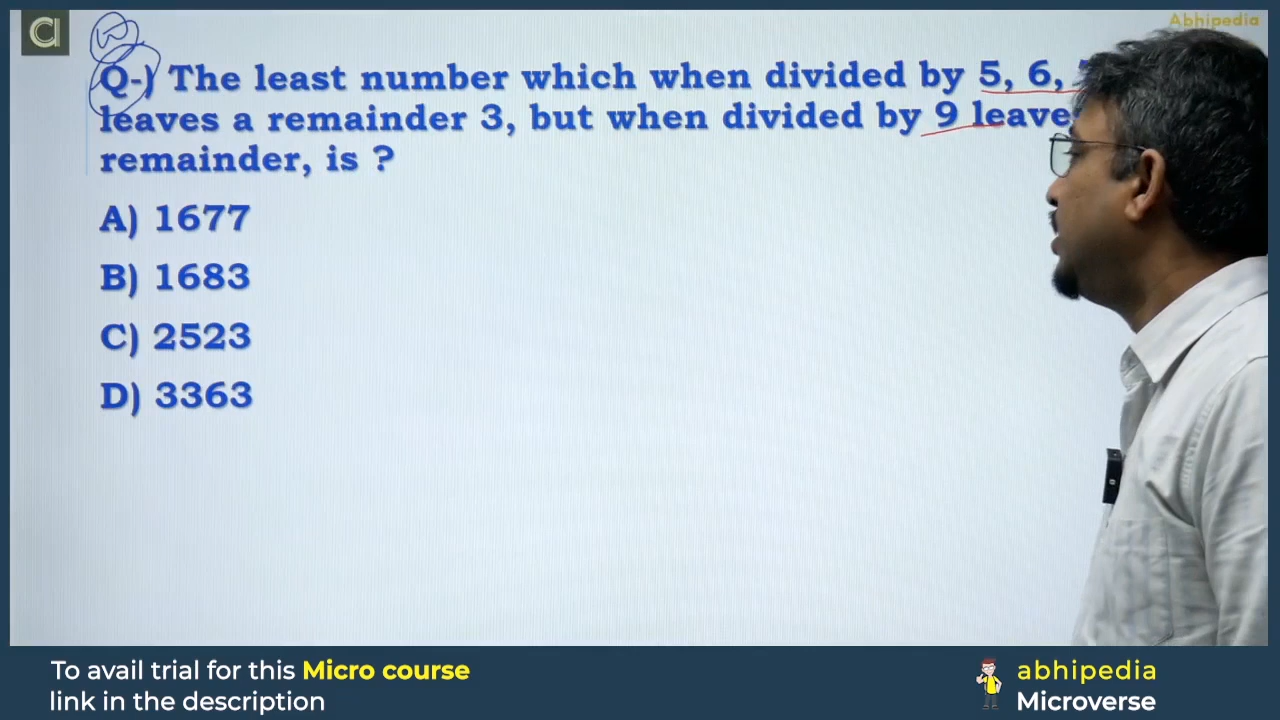 Abhipedia
Q-) The least number which when divided by 5, 6,
leaves a remainder 3, but when divided by 9
remainder, is ?
A) 1677
B) 1683
C) 2523
D) 3363
To avail trial for this Micro course
link in the description
abhipedia
Microverse